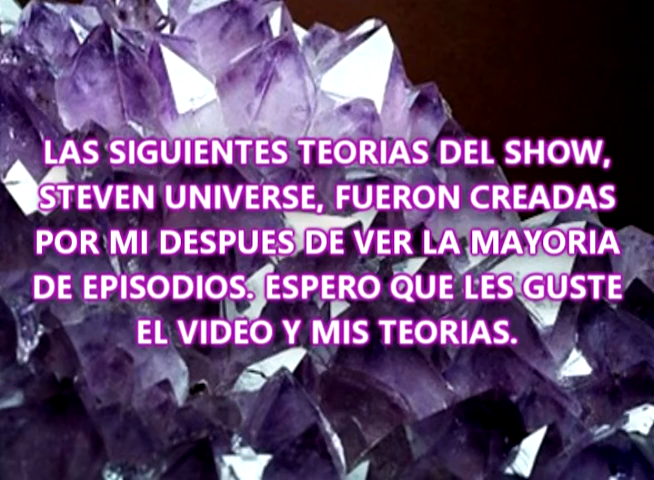 LAS SIGUIENTES TEORIAS DEL SHOW,
STEVEN UNIVERSE, FUERON CREADAS
POR MI DESPUES DE VER LA MAYORIA
DE EPISODIOS. ESPERO QUE LES GUSTE
EL VIDEO Y MIS TEORIAS.